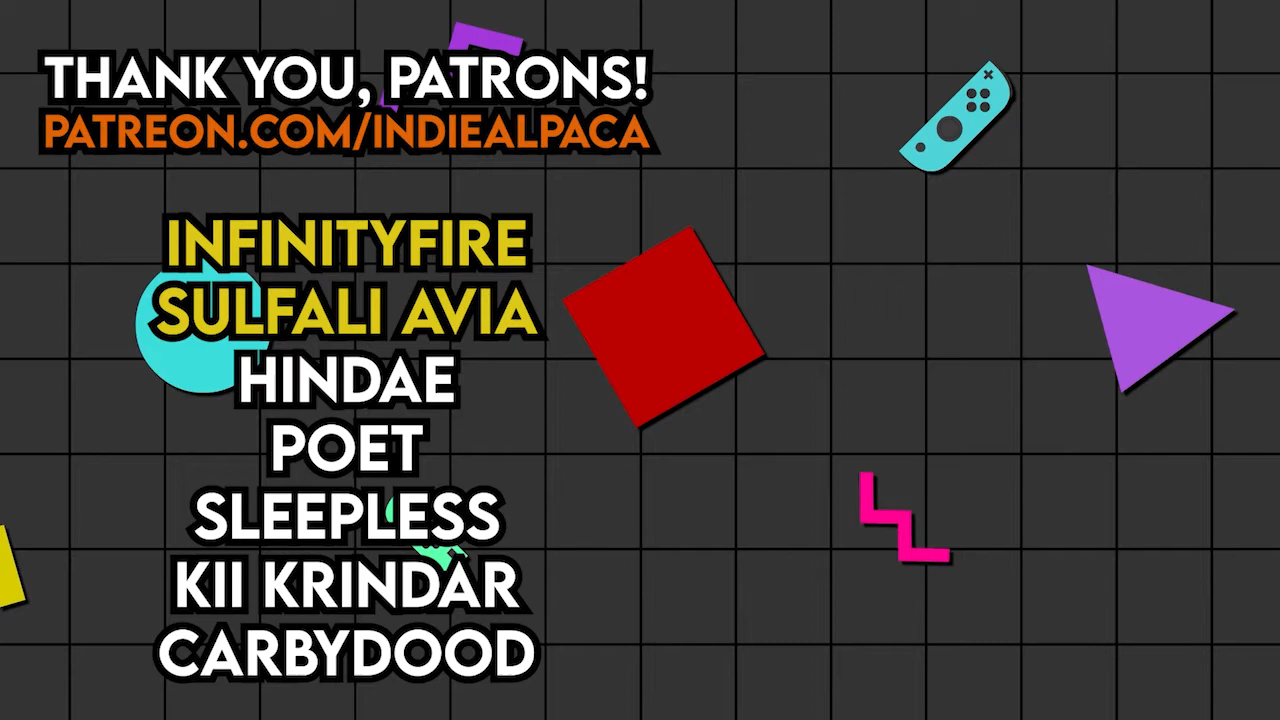 THANK YOU, PATRONS!
PATREON.COM/INDIEALPACA
INFINITYFIRE
SULFALI AVIA
HINDAE
POET
SLEEPLESS
KII KRINDAR
CARBYDOOD